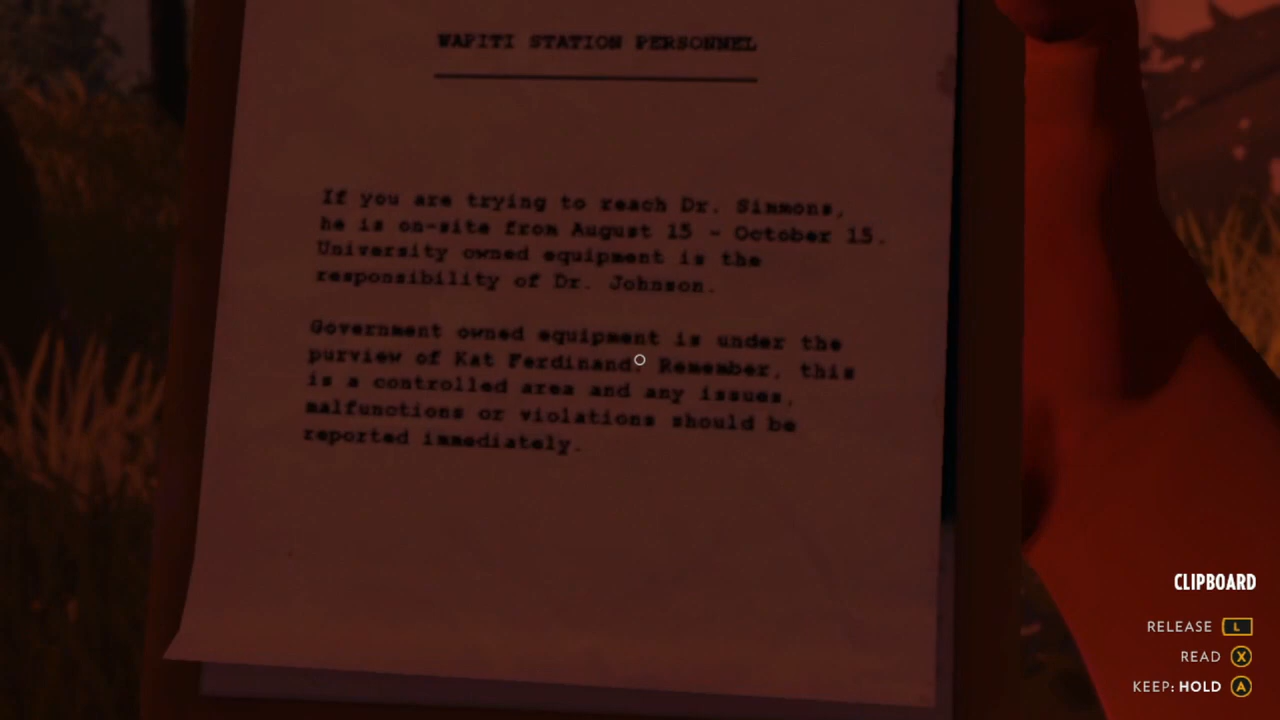 WAPITI STATION PERSONNEL
If you are trying to reach Dr. Simmons,
he is on-site from August 15 - October 15.
University owned equipment is the
responsibility of Dr. Johnson.
Government owned equipment is under the
purview of Kat Ferdinand. Remember, this
is a controlled area and any issues,
malfunctions or violations should be
reported immediately.
CLIPBOARD
RELEASE L
READ X
KEEP: HOLD A